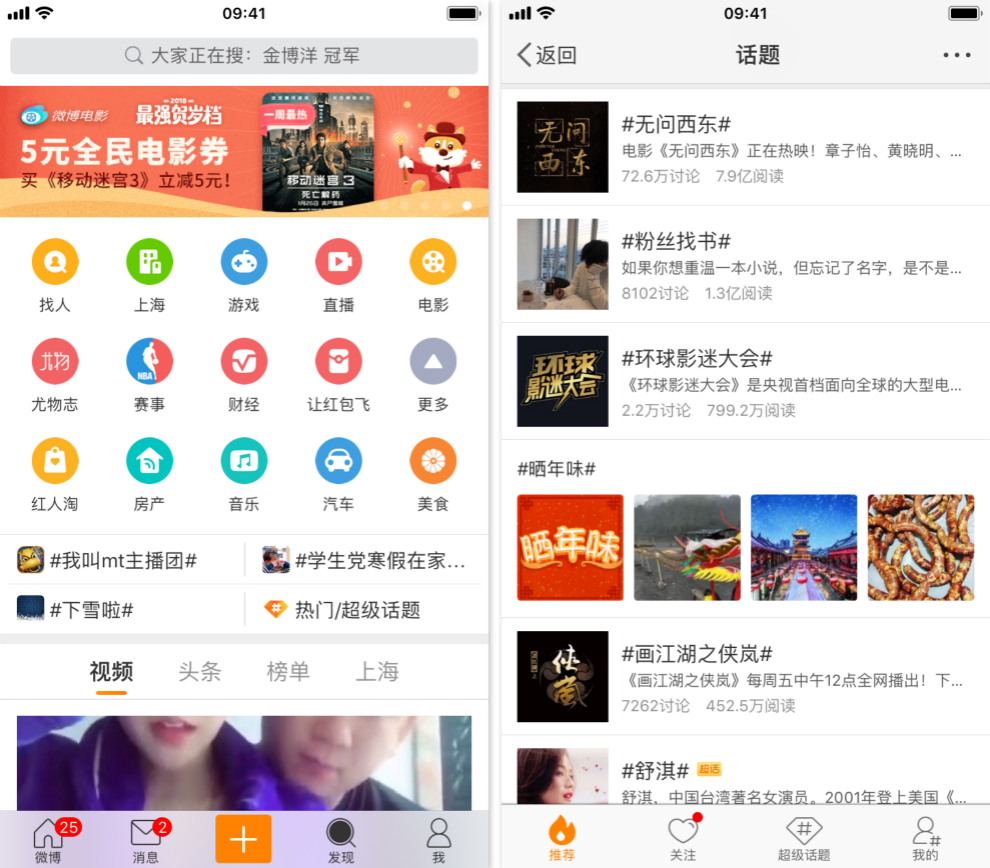 09:41
大家正在搜：金博洋 冠军
微博电影
2018
最强贺岁档
5元全民电影券
买《移动迷宫3》立减5元！
一周最热
移动迷宫3
死亡解药
找人
上海
游戏
直播
电影
尤物
NBA
尤物志
赛事
财经
让红包飞
更多
红人淘
房产
音乐
汽车
美食
#我叫mt主播团#
#学生党寒假在家...
#下雪啦#
热门/超级话题
视频
头条
榜单
上海
25
2
微博
消息
发现
我
09:41
返回
话题
无问西东
#无问西东#
电影《无问西东》正在热映！章子怡、黄晓明、...
72.6万讨论 7.9亿阅读
#粉丝找书#
如果你想重温一本小说，但忘记了名字，是不是...
8102讨论 1.3亿阅读
环球
影迷大会
#环球影迷大会#
《环球影迷大会》是央视首档面向全球的大型电...
2.2万讨论 799.2万阅读
#晒年味#
晒年味
侠岚
#画江湖之侠岚#
《画江湖之侠岚》每周五中午12点全网播出！下...
7262讨论 452.5万阅读
#舒淇# 超话
舒淇，中国台湾著名女演员。2001年登上美国《...
推荐
关注
超级话题
我的